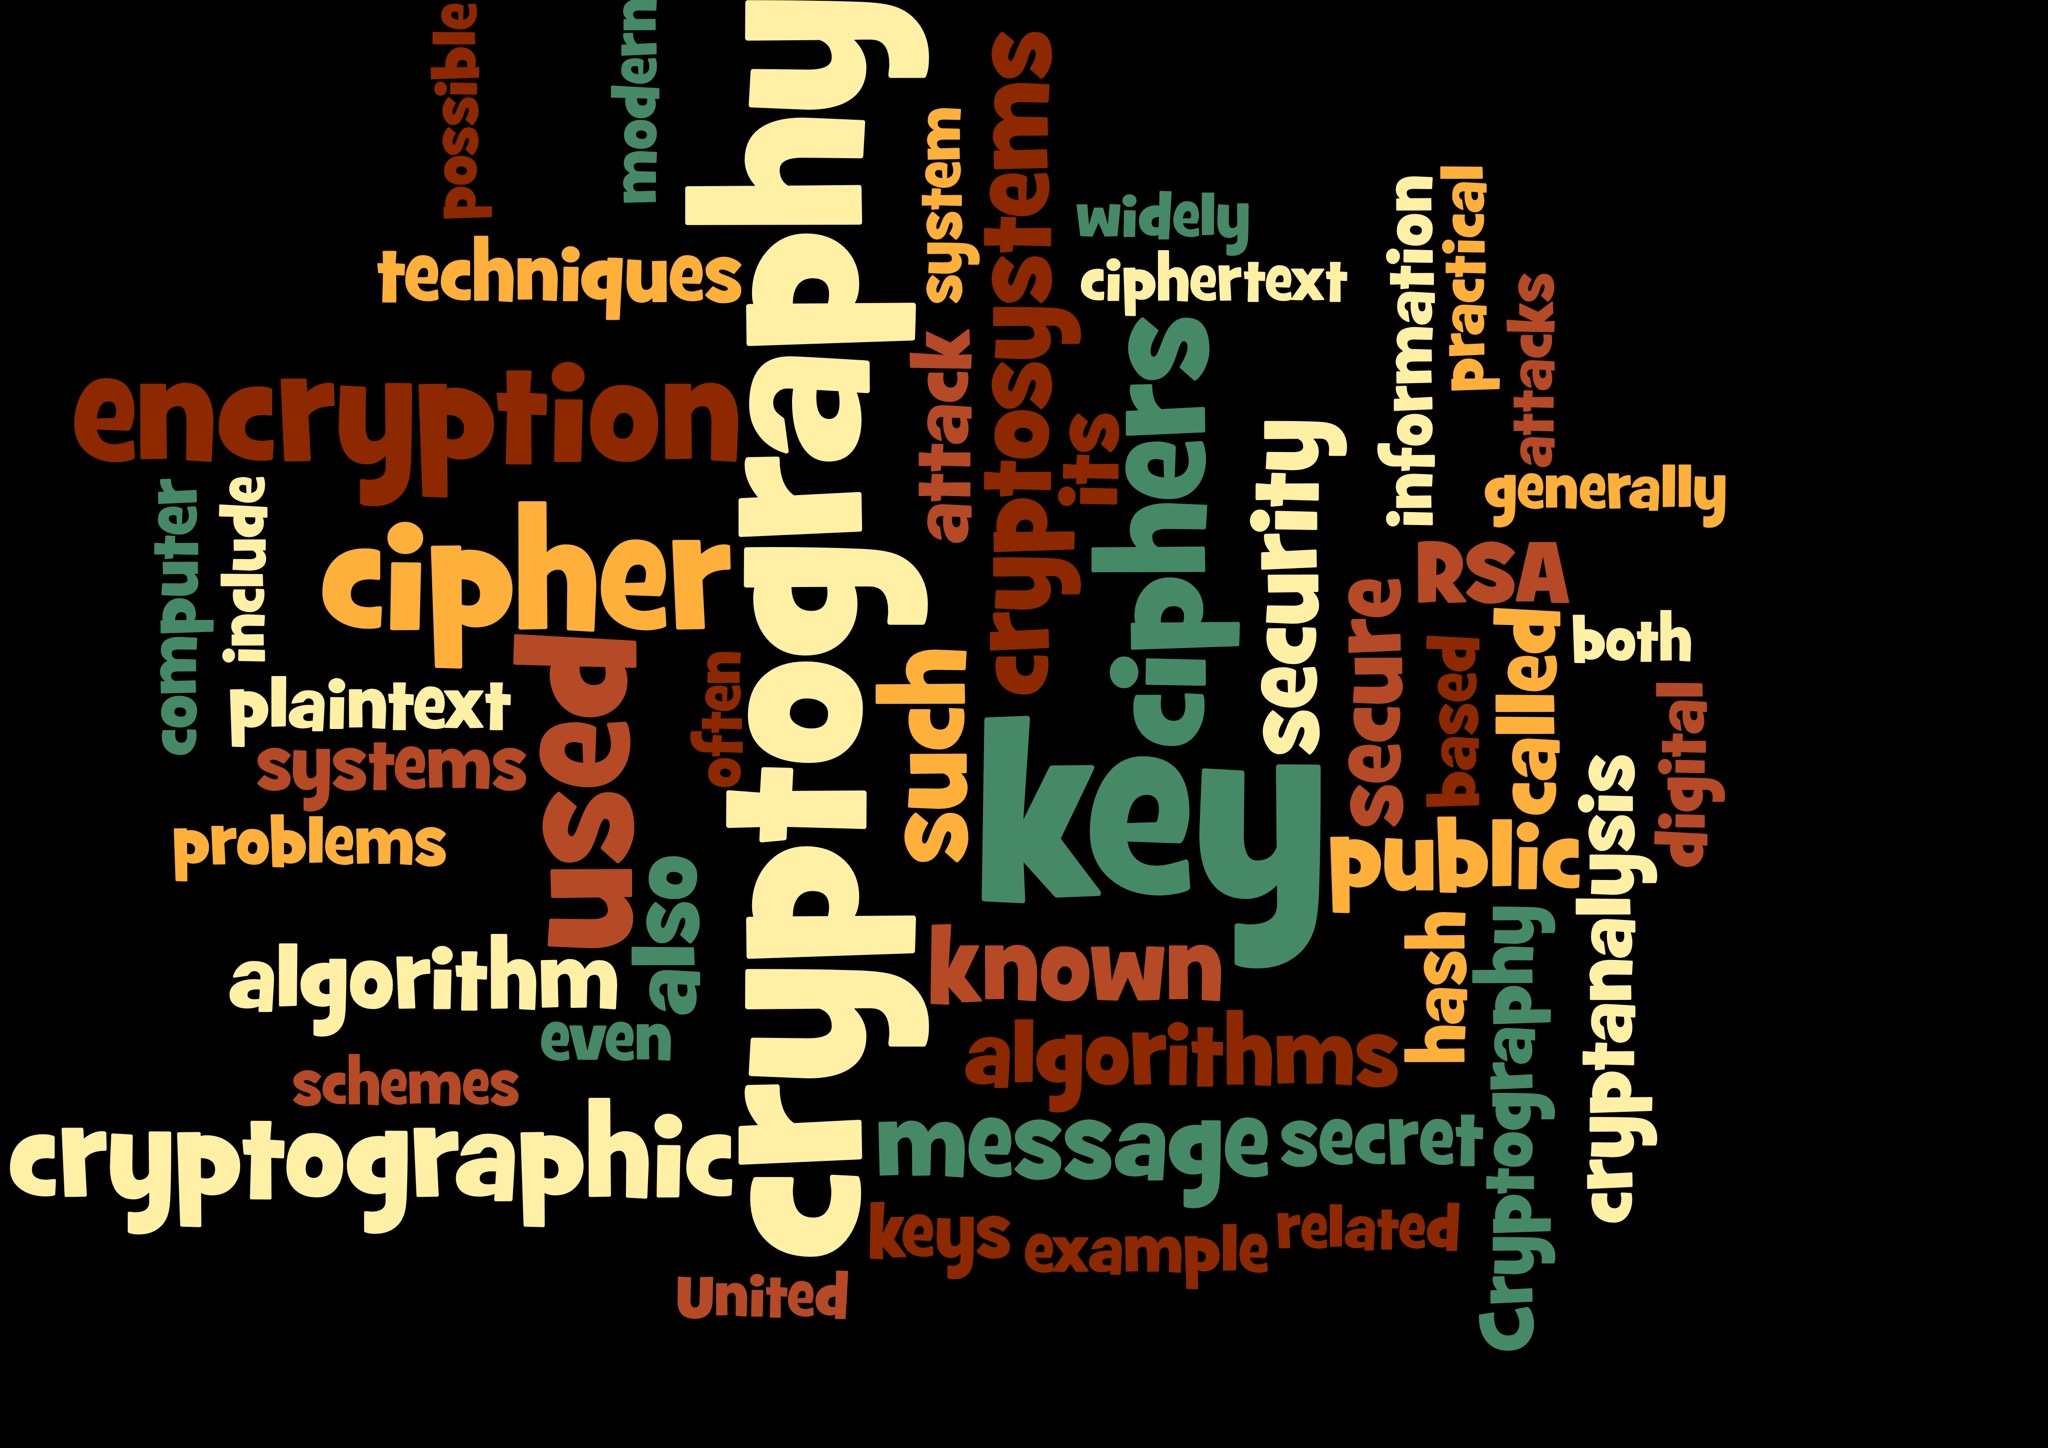 possible
modern
cryptography
system
cryptosystems
techniques
widely
ciphertext
information
practical
attacks
encryption
attack
its
ciphers
security
generally
computer
include
cipher
RSA
secure
based
called
both
plaintext
used
often
such
key
digital
systems
problems
public
cryptanalysis
also
algorithm
known
hash
Cryptography
even
algorithms
schemes
cryptographic
message
secret
keys
example
related
United